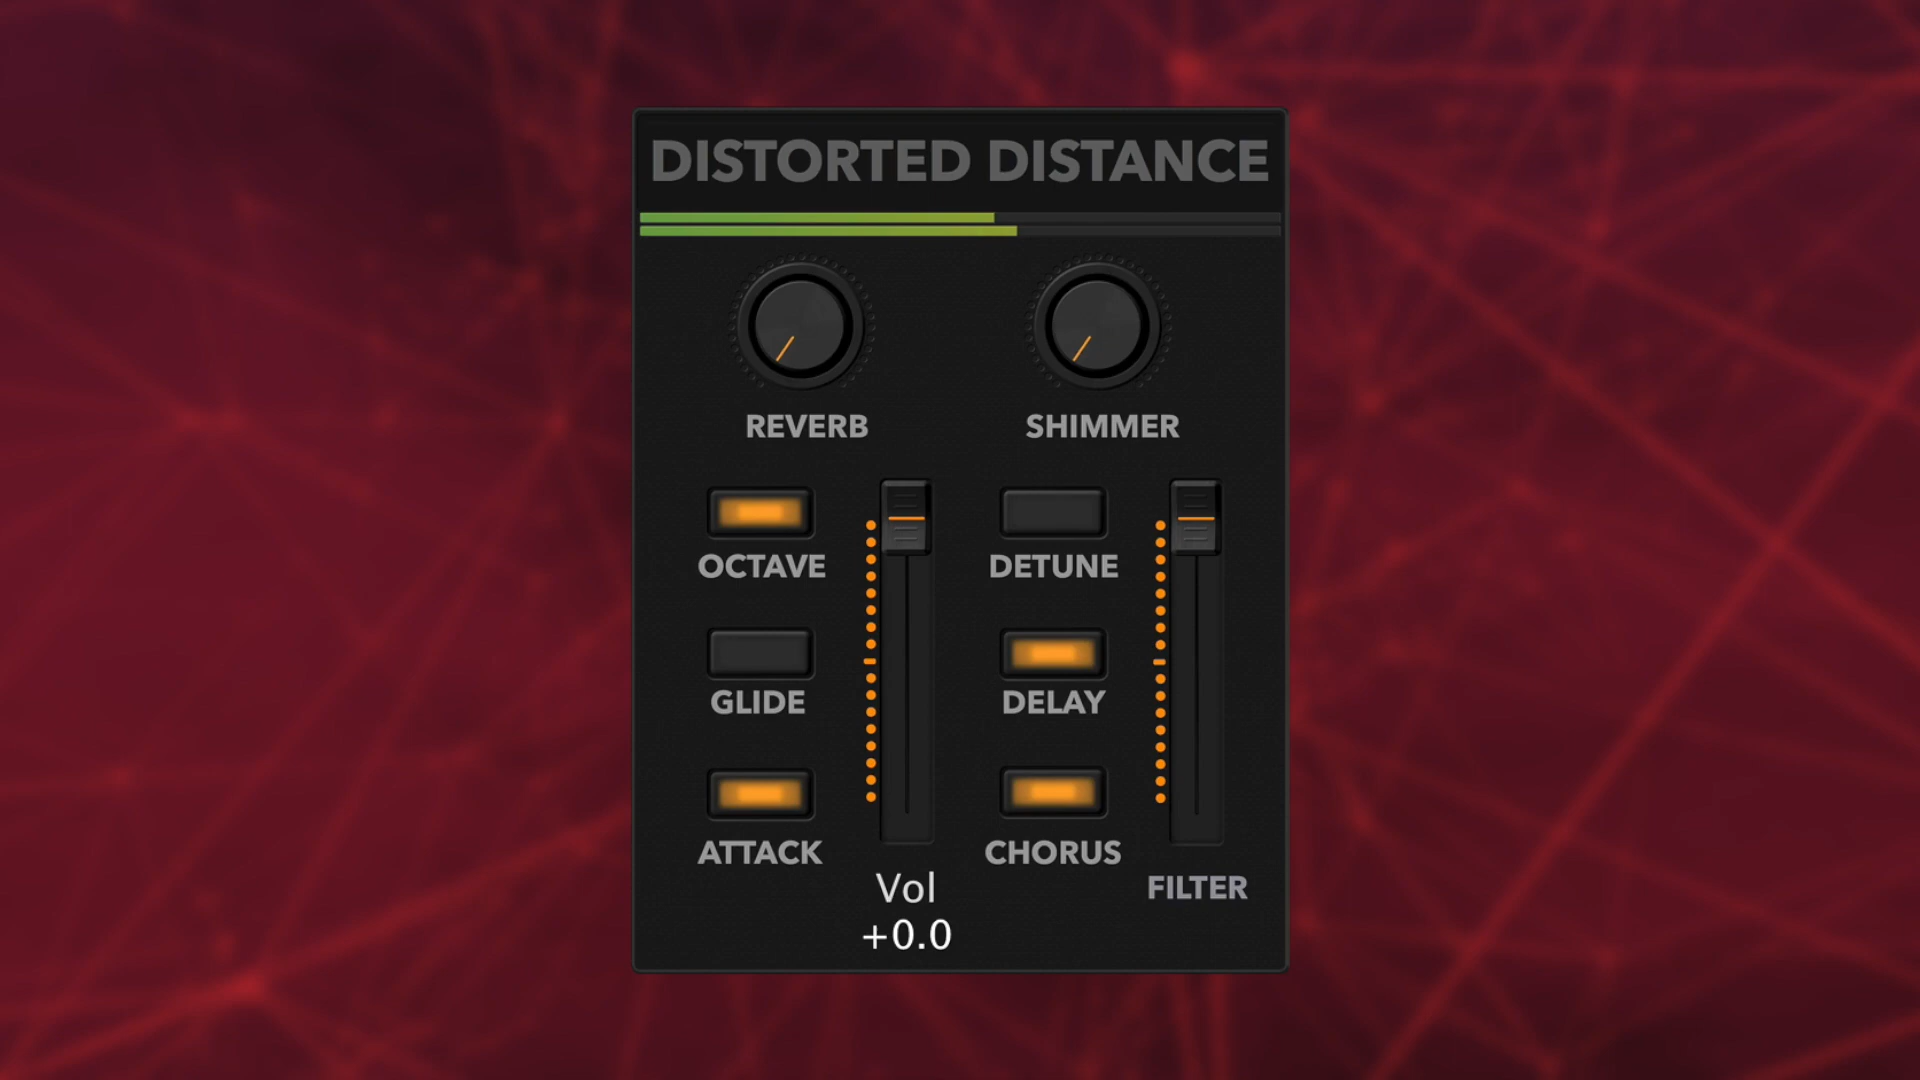 DISTORTED DISTANCE
REVERB
SHIMMER
OCTAVE
DETUNE
GLIDE
DELAY
ATTACK
CHORUS
Vol
+0.0
FILTER